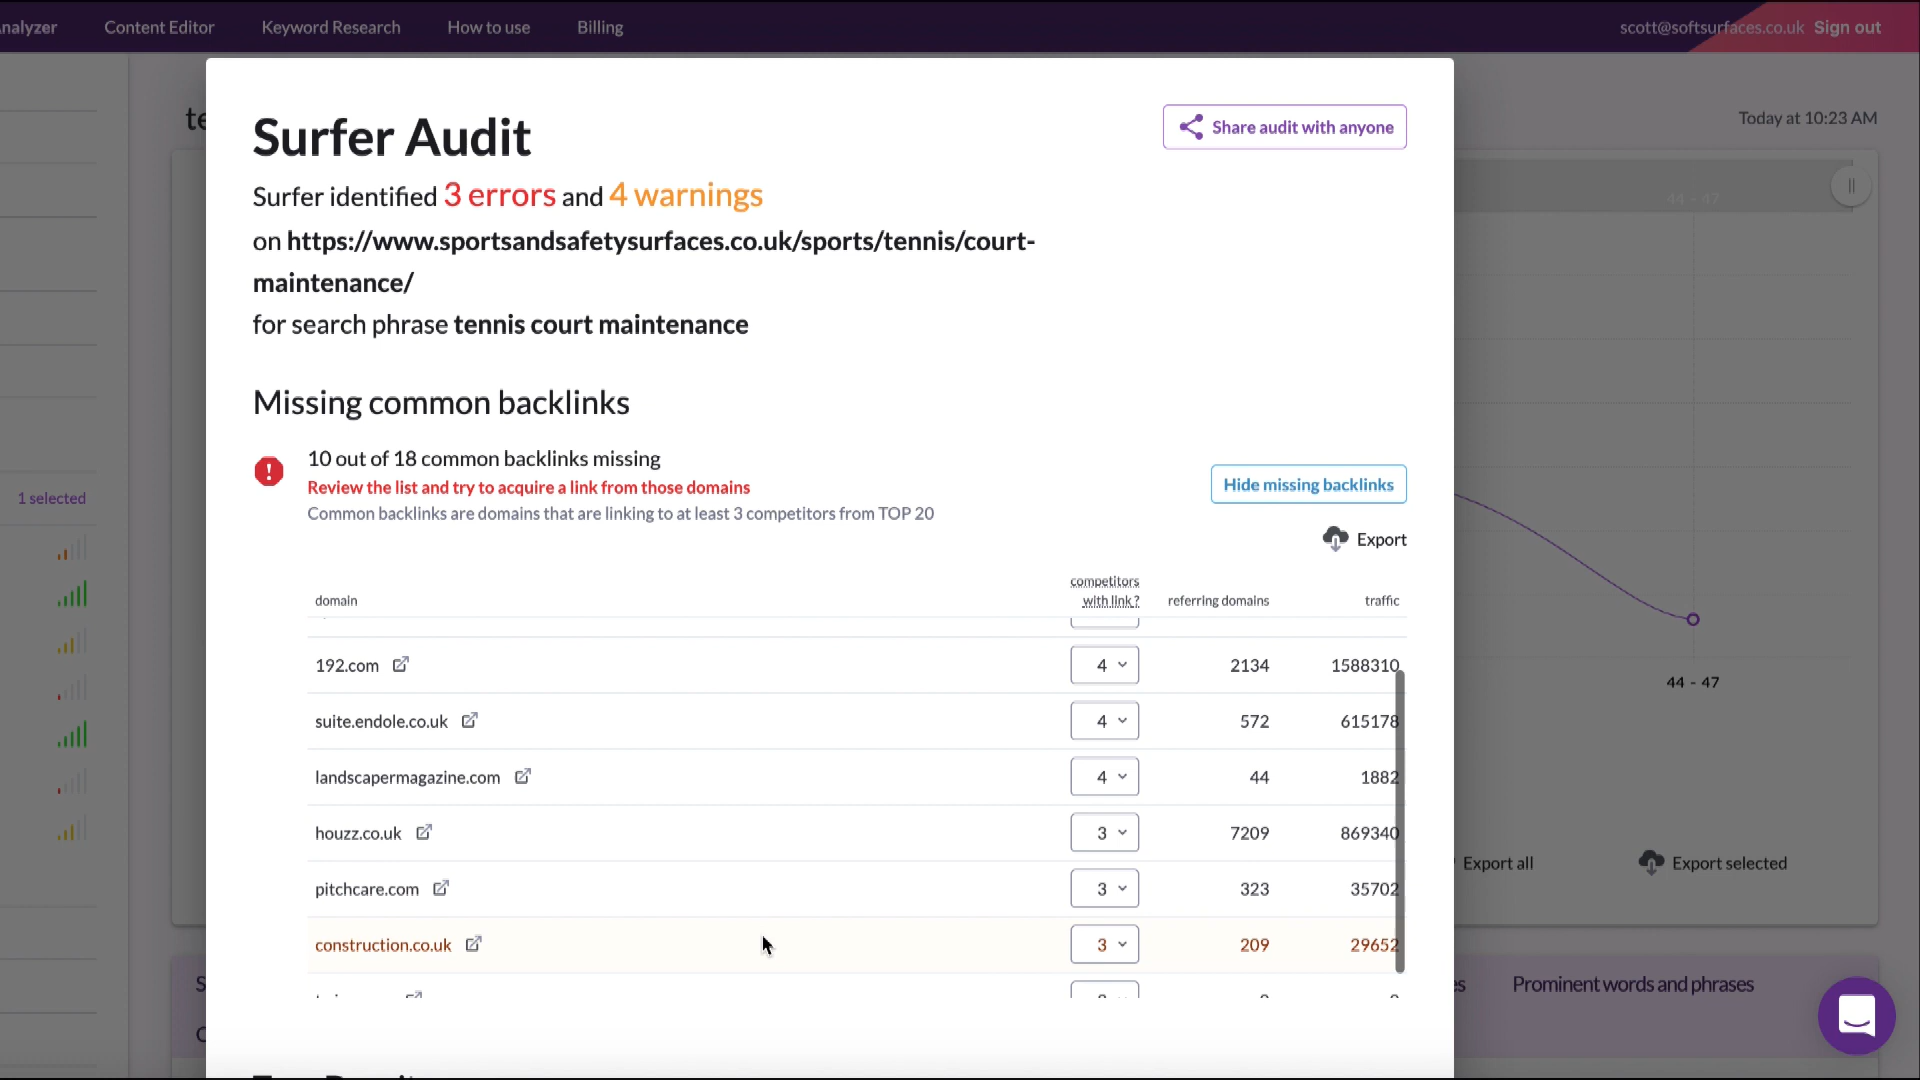 nalyzer Content Editor Keyword Research How to use Billing scott@softsurfaces.co.uk Sign out
te Today at 10:23 AM
Surfer Audit
Share audit with anyone
Surfer identified 3 errors and 4 warnings
44 - 47
on https://www.sportsandsafetysurfaces.co.uk/sports/tennis/court-
maintenance/
for search phrase tennis court maintenance
Missing common backlinks
10 out of 18 common backlinks missing
Review the list and try to acquire a link from those domains
Hide missing backlinks
Common backlinks are domains that are linking to at least 3 competitors from TOP 20
1 selected
Export
domain competitors with link ? referring domains traffic
192.com 4 2134 1588310
44 - 47
suite.endole.co.uk 4 572 615178
landscapermagazine.com 4 44 1882
houzz.co.uk 3 7209 869340
Export all Export selected
pitchcare.com 3 323 35702
construction.co.uk 3 209 29652
S es Prominent words and phrases